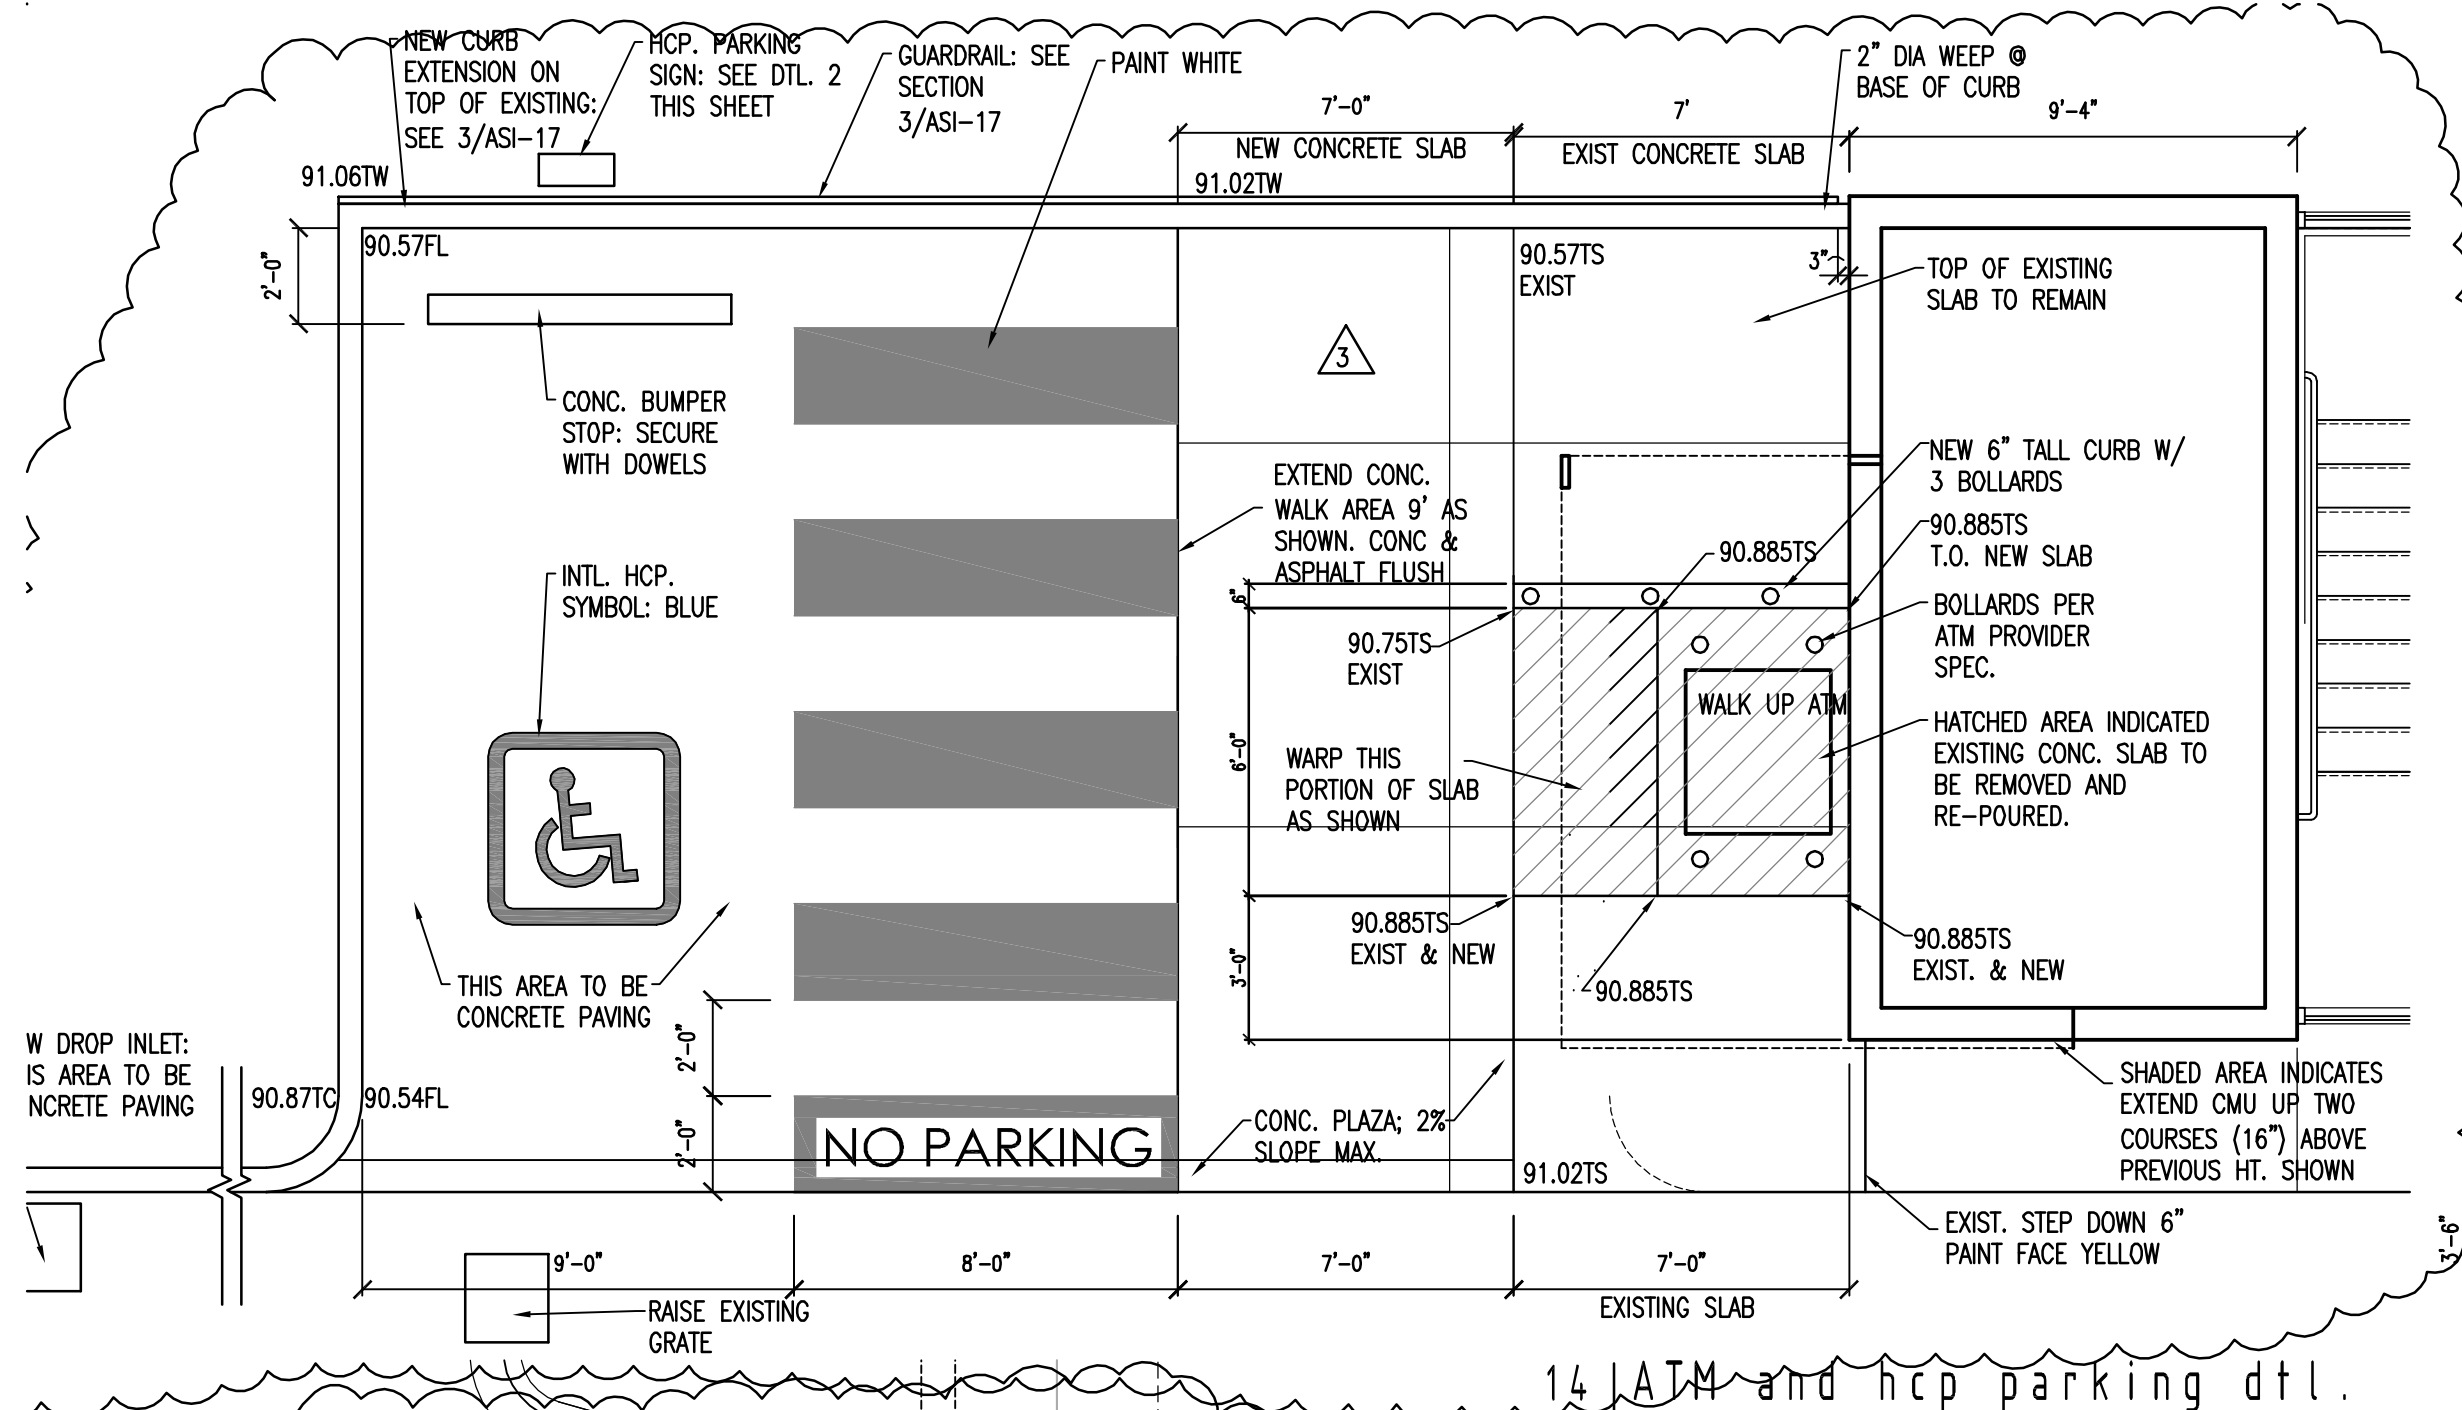 NEW CURB
EXTENSION ON
TOP OF EXISTING:
SEE 3/ASI-17
HCP. PARKING
SIGN: SEE DTL. 2
THIS SHEET
GUARDRAIL: SEE
SECTION
3/ASI-17
PAINT WHITE
2" DIA WEEP @
BASE OF CURB
7'-0"
NEW CONCRETE SLAB
7'
EXIST CONCRETE SLAB
9'-4"
91.06TW
91.02TW
90.57FL
2'-0"
90.57TS
EXIST
3"
TOP OF EXISTING
SLAB TO REMAIN
3
CONC. BUMPER
STOP: SECURE
WITH DOWELS
EXTEND CONC.
WALK AREA 9' AS
SHOWN. CONC &
ASPHALT FLUSH
NEW 6" TALL CURB W/
3 BOLLARDS
90.885TS
T.O. NEW SLAB
90.885TS
INTL. HCP.
SYMBOL: BLUE
6"
BOLLARDS PER
ATM PROVIDER
SPEC.
90.75TS
EXIST
WALK UP ATM
HATCHED AREA INDICATED
EXISTING CONC. SLAB TO
BE REMOVED AND
RE-POURED.
6'-0"
WARP THIS
PORTION OF SLAB
AS SHOWN
90.885TS
EXIST & NEW
90.885TS
EXIST. & NEW
3'-0"
90.885TS
THIS AREA TO BE
CONCRETE PAVING
W DROP INLET:
IS AREA TO BE
NCRETE PAVING
2'-0"
90.87TC
90.54FL
2'-0"
NO PARKING
CONC. PLAZA; 2%
SLOPE MAX.
91.02TS
SHADED AREA INDICATES
EXTEND CMU UP TWO
COURSES (16") ABOVE
PREVIOUS HT. SHOWN
EXIST. STEP DOWN 6"
PAINT FACE YELLOW
3'-6"
9'-0"
8'-0"
7'-0"
7'-0"
EXISTING SLAB
RAISE EXISTING
GRATE
14 ATM and hcp parking dtl.